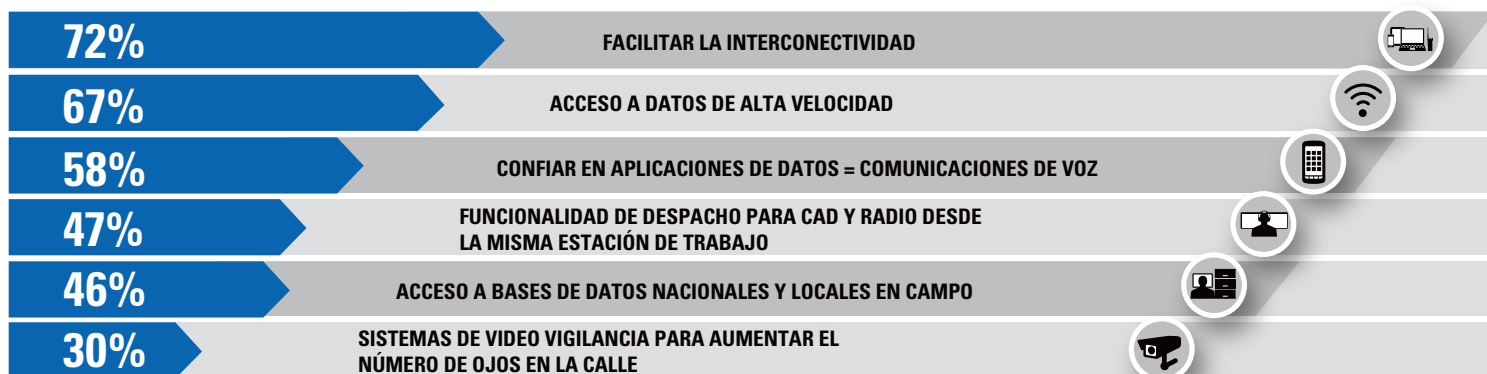 72%
FACILITAR LA INTERCONECTIVIDAD
67%
ACCESO A DATOS DE ALTA VELOCIDAD
58%
CONFIAR EN APLICACIONES DE DATOS = COMUNICACIONES DE VOZ
47%
FUNCIONALIDAD DE DESPACHO PARA CAD Y RADIO DESDE
LA MISMA ESTACIÓN DE TRABAJO
46%
ACCESO A BASES DE DATOS NACIONALES Y LOCALES EN CAMPO
30%
SISTEMAS DE VIDEO VIGILANCIA PARA AUMENTAR EL
NÚMERO DE OJOS EN LA CALLE